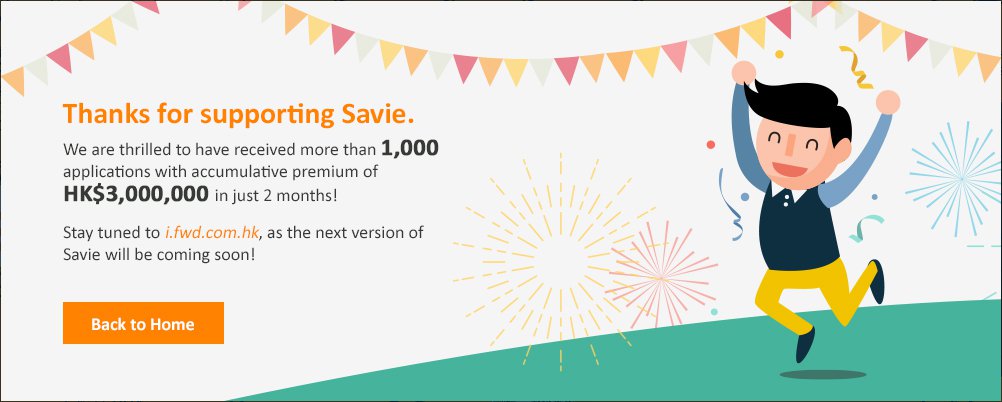 Thanks for supporting Savie.
We are thrilled to have received more than 1,000
applications with accumulative premium of
HK$3,000,000 in just 2 months!
Stay tuned to i.fwd.com.hk, as the next version of
Savie will be coming soon!
Back to Home